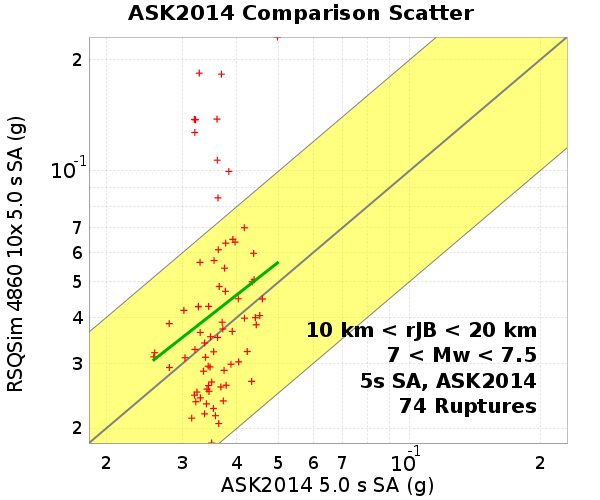 ASK2014 Comparison Scatter
RSQSim 4860 10x 5.0 s SA (g)
2
10⁻¹
7
6
5
4
3
2
10 km < rJB < 20 km
7 < Mw < 7.5
5s SA, ASK2014
74 Ruptures
2 3 4 5 6 7 10⁻¹ 2
ASK2014 5.0 s SA (g)